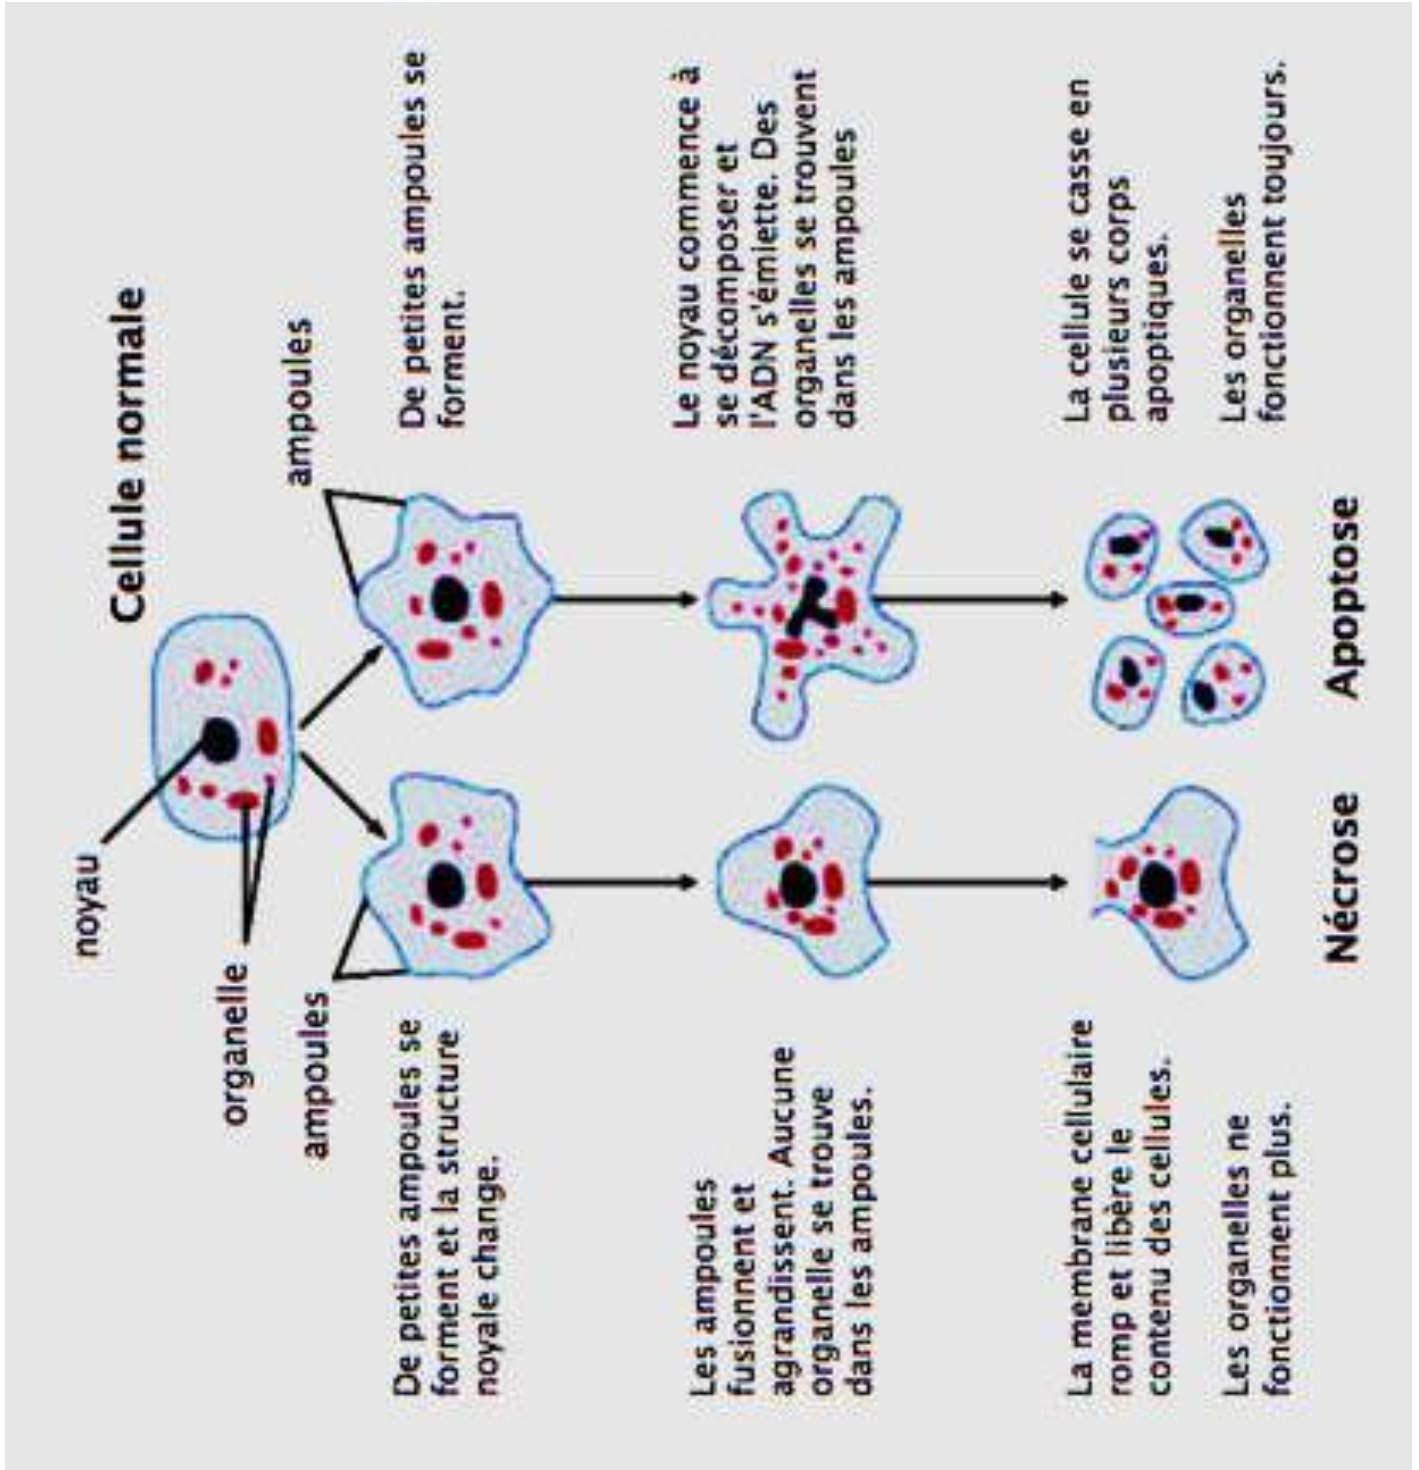 Cellule normale
noyau
organelle
ampoules
De petites ampoules se
forment et la structure
noyale change.
Les ampoules
fusionnent et
agrandissent. Aucune
organelle se trouve
dans les ampoules.
La membrane cellulaire
romp et libère le
contenu des cellules.
Les organelles ne
fonctionnent plus.
Nécrose
ampoules
De petites ampoules se
forment.
Le noyau commence à
se décomposer et
l'ADN s'émiette. Des
organelles se trouvent
dans les ampoules
La cellule se casse en
plusieurs corps
apoptiques.
Les organelles
fonctionnent toujours.
Apoptose